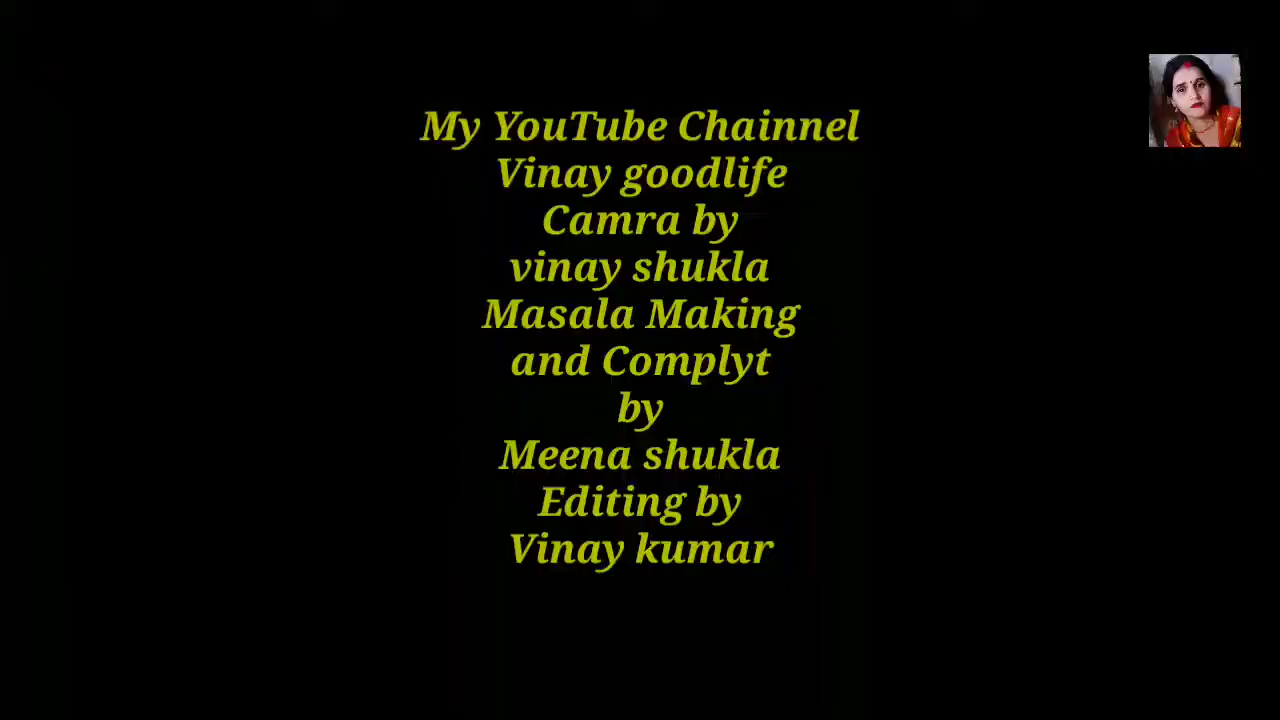 My YouTube Chainnel
Vinay goodlife
Camra by
vinay shukla
Masala Making
and Complyt
by
Meena shukla
Editing by
Vinay kumar